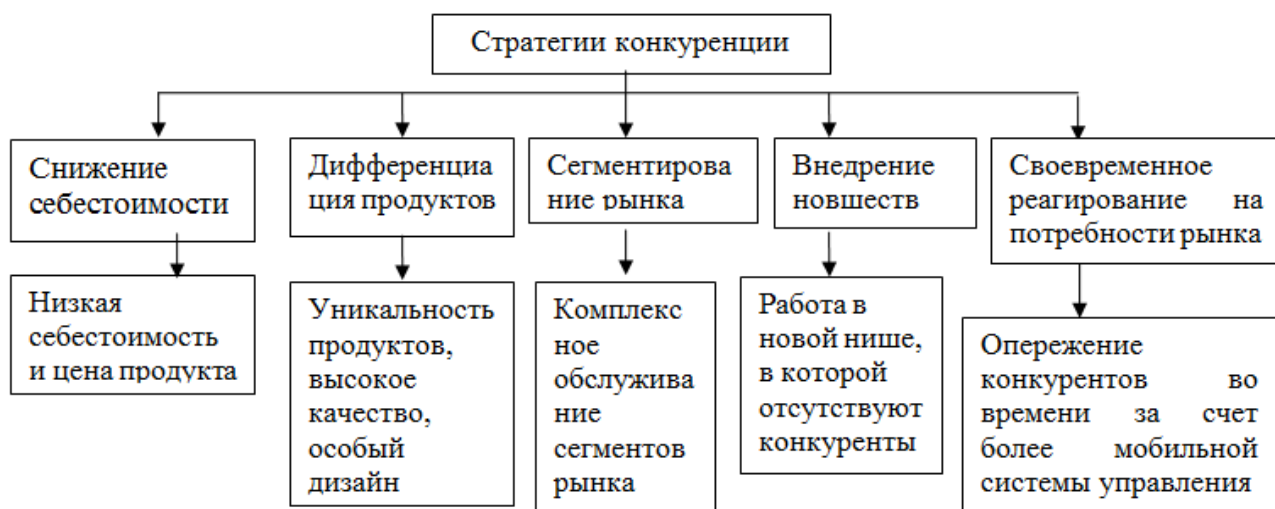 Стратегии конкуренции
Снижение
себестоимости
Дифференциа
ция продуктов
Сегментирова
ние рынка
Внедрение
новшеств
Своевременное
реагирование на
потребности рынка
Низкая
себестоимость
и цена продукта
Уникальность
продуктов,
высокое
качество,
особый
дизайн
Комплекс
ное
обслужива
ние
сегментов
рынка
Работа в
новой нише,
в которой
отсутствуют
конкуренты
Опережение
конкурентов во
времени за счет
более мобильной
системы управления